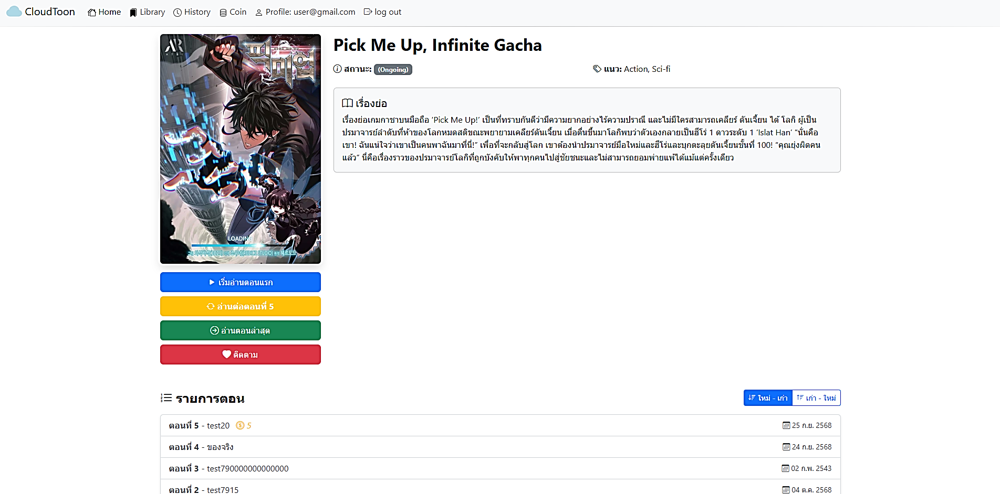 CloudToon Home Library History Coin Profile: user@gmail.com log out
AR
픽
미업
LOADING
Pick Me Up, Infinite Gacha
สถานะ: (Ongoing) แนว: Action, Sci-fi
เรื่องย่อ
เรื่องย่อเกมกาชาบนมือถือ ‘Pick Me Up!’ เป็นที่ทราบกันดีว่ามีความยากอย่างไร้ความปราณี และไม่มีใครสามารถเคลียร์ ดันเจี้ยน ได้ โลกิ ผู้เป็น
ปรมาจารย์ลำดับที่ห้าของโลกหมดสติขณะพยายามเคลียร์ดันเจี้ยน เมื่อตื่นขึ้นมาโลกิพบว่าตัวเองกลายเป็นฮีโร่ 1 ดาวระดับ 1 ‘Islat Han’ “นั่นคือ
เขา! ฉันแน่ใจว่าเขาเป็นคนพาฉันมาที่นี่!” เพื่อที่จะกลับสู่โลก เขาต้องนำปรมาจารย์มือใหม่และฮีโร่และบุกตะลุยดันเจี้ยนชั้นที่ 100! “คุณยุ่งผิดคน
แล้ว” นี่คือเรื่องราวของปรมาจารย์โลกิที่ถูกบังคับให้พาทุกคนไปสู่ชัยชนะและไม่สามารถยอมพ่ายแพ้ได้แม้แต่ครั้งเดียว
เริ่มอ่านตอนแรก
อ่านต่อตอนที่ 5
อ่านตอนล่าสุด
ติดตาม
รายการตอน
ใหม่ - เก่า เก่า - ใหม่
ตอนที่ 5 - test20 5 25 ก.ย. 2568
ตอนที่ 4 - ของจริง 24 ก.ย. 2568
ตอนที่ 3 - test790000000000000 02 ก.พ. 2543
ตอนที่ 2 - test7915 04 ต.ค. 2568